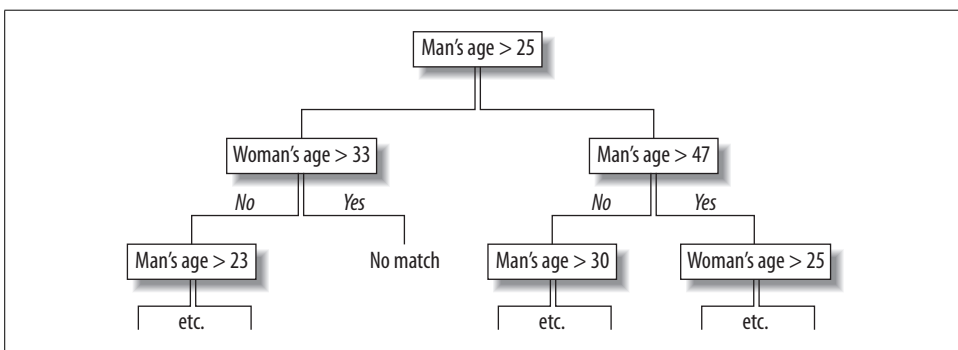 Man’s age > 25
Woman’s age > 33
Man’s age > 47
No
Yes
No
Yes
Man’s age > 23
No match
Man’s age > 30
Woman’s age > 25
etc.
etc.
etc.